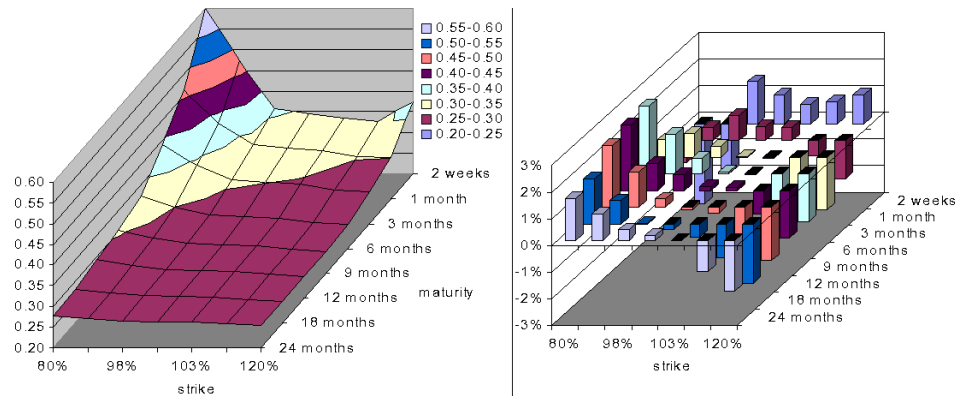 0.55-0.60
0.50-0.55
0.45-0.50
0.40-0.45
0.35-0.40
0.30-0.35
0.25-0.30
0.20-0.25
0.60
0.55
0.50
0.45
0.40
0.35
0.30
0.25
0.20
2 weeks
1 month
3 months
6 months
9 months
12 months
18 months
24 months
maturity
80%
98%
103%
120%
strike
3%
2%
1%
0%
-1%
-2%
-3%
2 weeks
1 month
3 months
6 months
9 months
12 months
18 months
24 months
80%
98%
103%
120%
strike